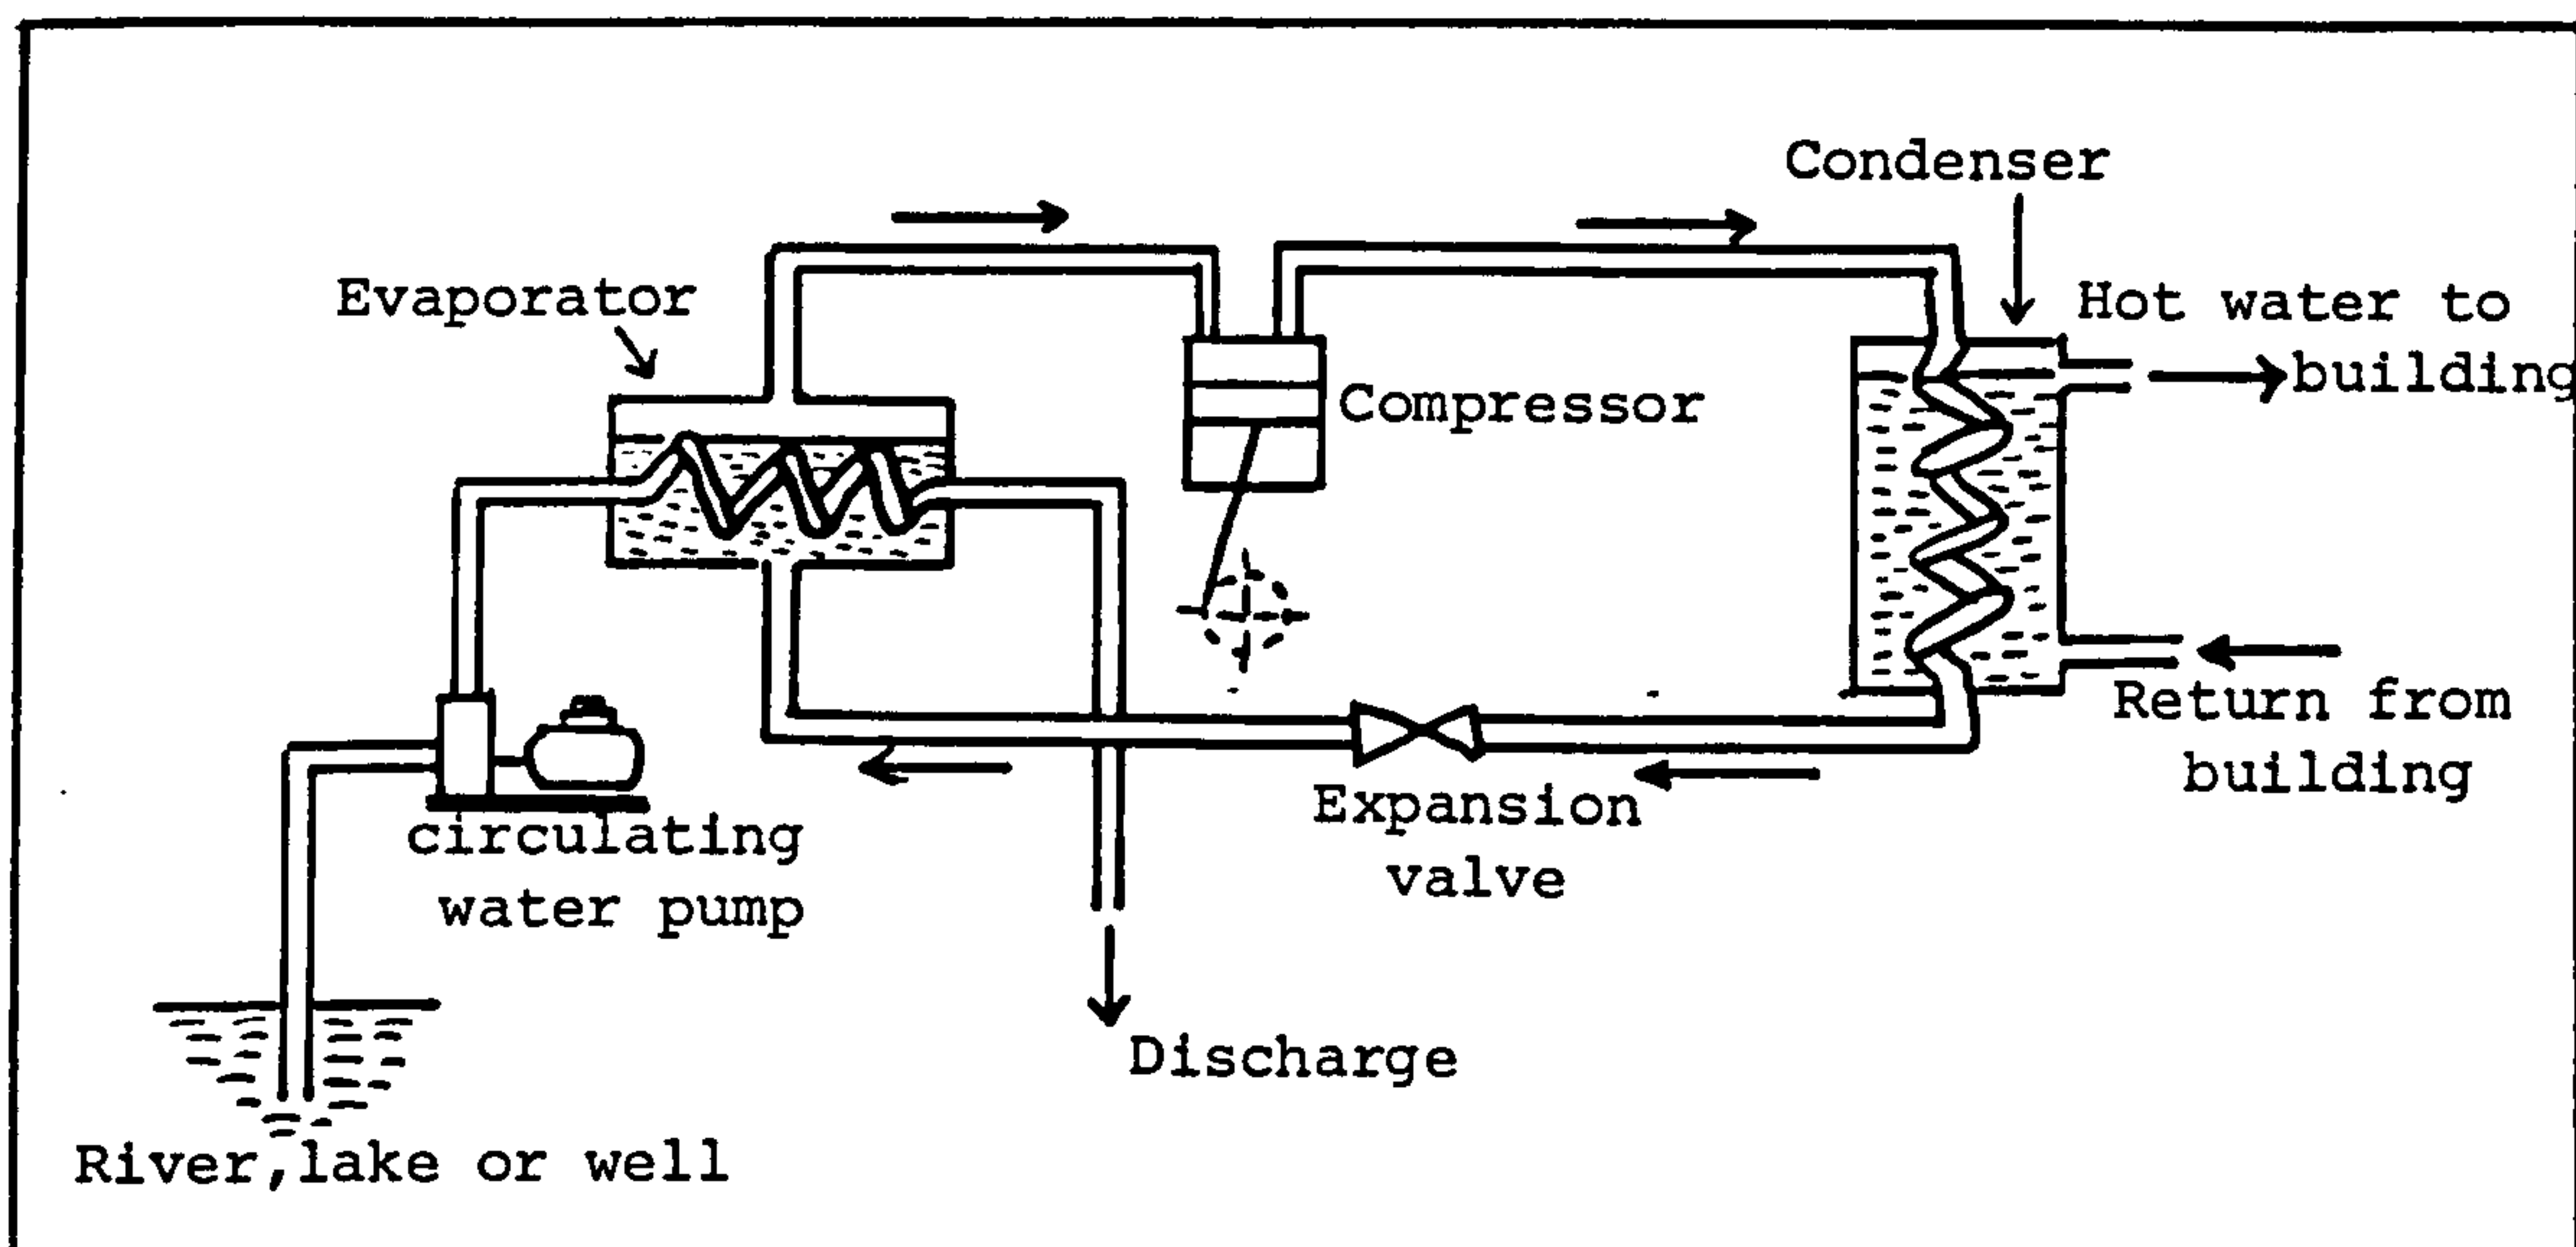 Condenser
Evaporator
Hot water to
building
Compressor
Return from
building
Expansion
valve
circulating
water pump
Discharge
River,lake or well